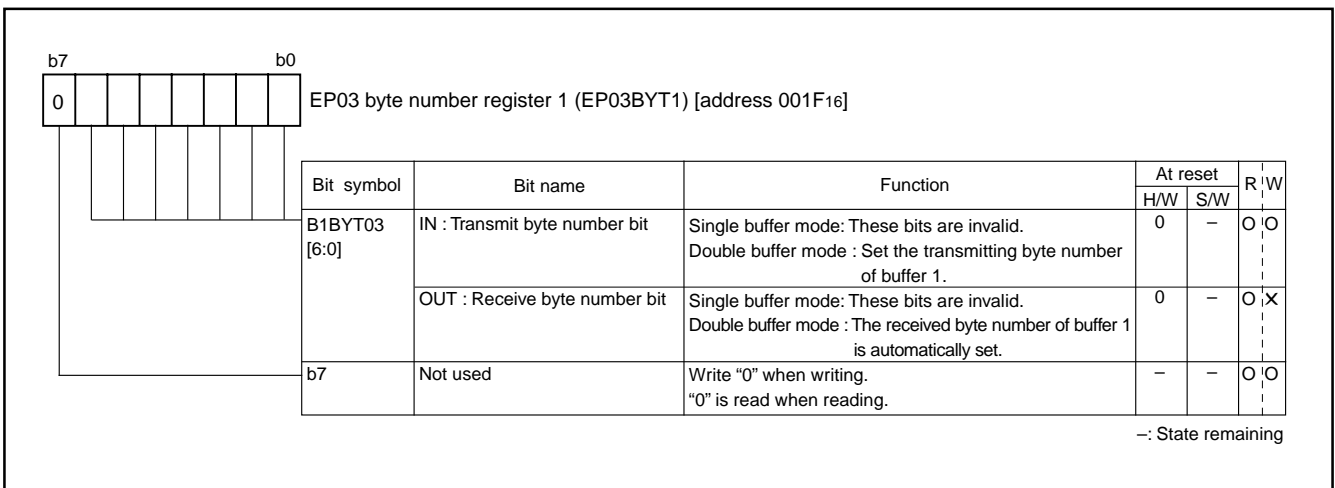 b7 b0
0
EP03 byte number register 1 (EP03BYT1) [address 001F16]
Bit symbol Bit name Function At reset R W
H/W S/W
B1BYT03 IN : Transmit byte number bit Single buffer mode: These bits are invalid. 0 – O O
[6:0] Double buffer mode : Set the transmitting byte number
of buffer 1.
OUT : Receive byte number bit Single buffer mode: These bits are invalid. 0 – O ×
Double buffer mode : The received byte number of buffer 1
is automatically set.
b7 Not used Write “0” when writing. – – O O
“0” is read when reading.
–: State remaining